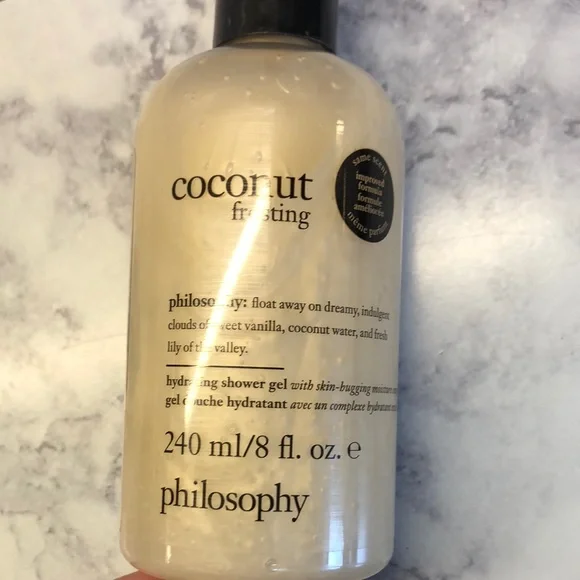 coconut
frosting
same scent
improved
formula
formule
améliorée
même parfum
philosophy: float away on dreamy, indulgent
clouds of sweet vanilla, coconut water, and fresh
lily of the valley.
hydrating shower gel with skin-hugging moisture
gel douche hydratant avec un complexe hydratant
240 ml/8 fl. oz. e
philosophy